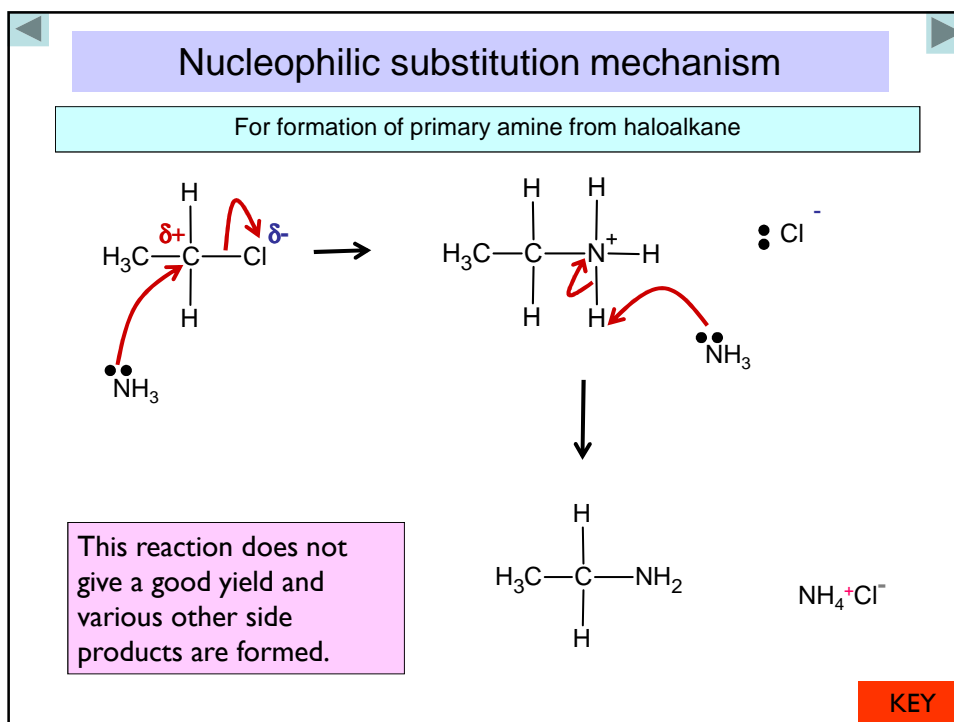 Nucleophilic substitution mechanism
For formation of primary amine from haloalkane
H
H H
δ+ δ-
H₃C C Cl
H₃C C N⁺ H
Cl -
H
H H
NH₃
NH₃
H
H₃C C NH₂
NH₄⁺Cl⁻
H
This reaction does not
give a good yield and
various other side
products are formed.
KEY